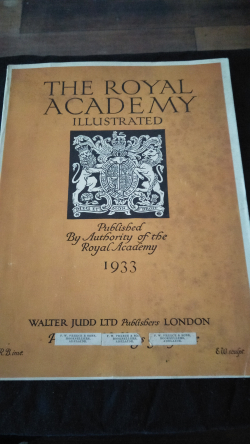 THE ROYAL
ACADEMY
ILLUSTRATED
Published
By Authority of the
Royal Academy
1933
WALTER JUDD LTD Publishers LONDON